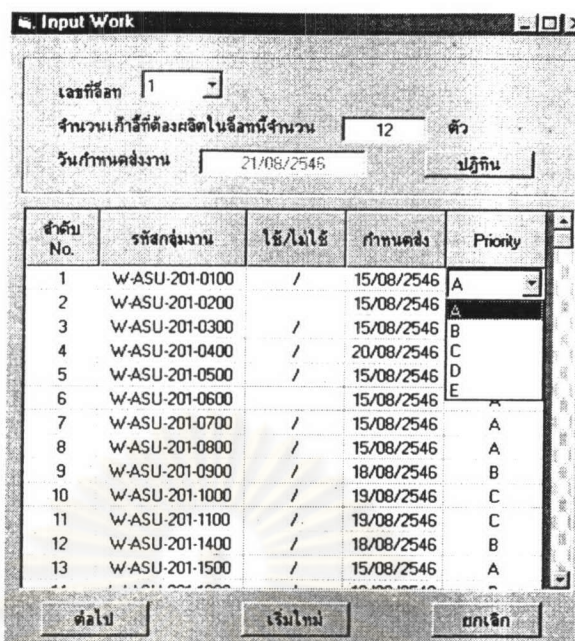 Input Work
เลขที่ล็อท 1
จำนวนเก้าอี้ที่ต้องผลิตในล็อทนี้จำนวน 12 ตัว
วันกำหนดส่งงาน 21/08/2546 ปฎิทิน
ลำดับ No. รหัสกลุ่มงาน ใช้/ไม่ใช้ กำหนดส่ง Priority
1 W-ASU-201-0100 / 15/08/2546 A
2 W-ASU-201-0200 15/08/2546 A
3 W-ASU-201-0300 / 15/08/2546 B
4 W-ASU-201-0400 / 20/08/2546 C
5 W-ASU-201-0500 / 15/08/2546 D
E
6 W-ASU-201-0600 15/08/2546 A
7 W-ASU-201-0700 / 15/08/2546 A
8 W-ASU-201-0800 / 15/08/2546 A
9 W-ASU-201-0900 / 18/08/2546 B
10 W-ASU-201-1000 / 19/08/2546 C
11 W-ASU-201-1100 / 19/08/2546 C
12 W-ASU-201-1400 / 18/08/2546 B
13 W-ASU-201-1500 / 15/08/2546 A
ต่อไป เริ่มใหม่ ยกเลิก